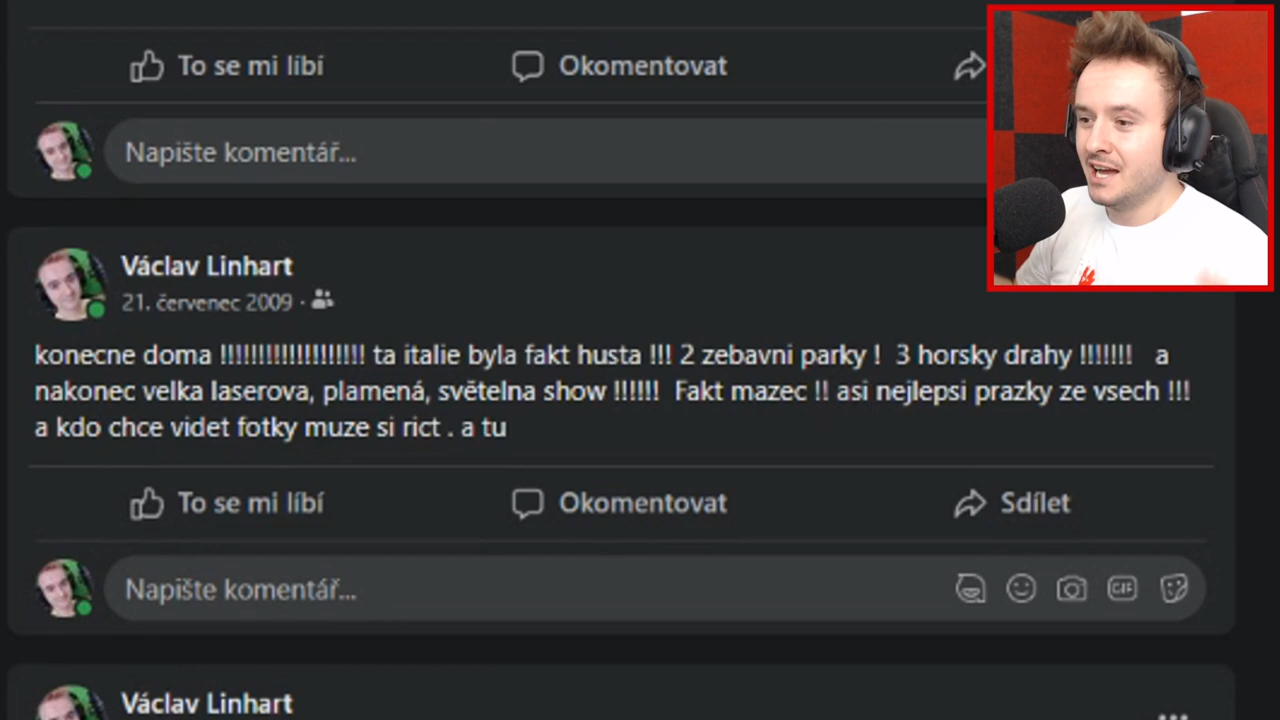 To se mi líbí
Okomentovat
Napište komentář...
Václav Linhart
21. červenec 2009 ·
konecne doma !!!!!!!!!!!!!!!!!!! ta italie byla fakt husta !!! 2 zebavni parky ! 3 horsky drahy !!!!!!! a
nakonec velka laserova, plamená, světelna show !!!!!! Fakt mazec !! asi nejlepsi prazky ze vsech !!!
a kdo chce videt fotky muze si rict . a tu
To se mi líbí
Okomentovat
Sdílet
Napište komentář...
GIF
Václav Linhart